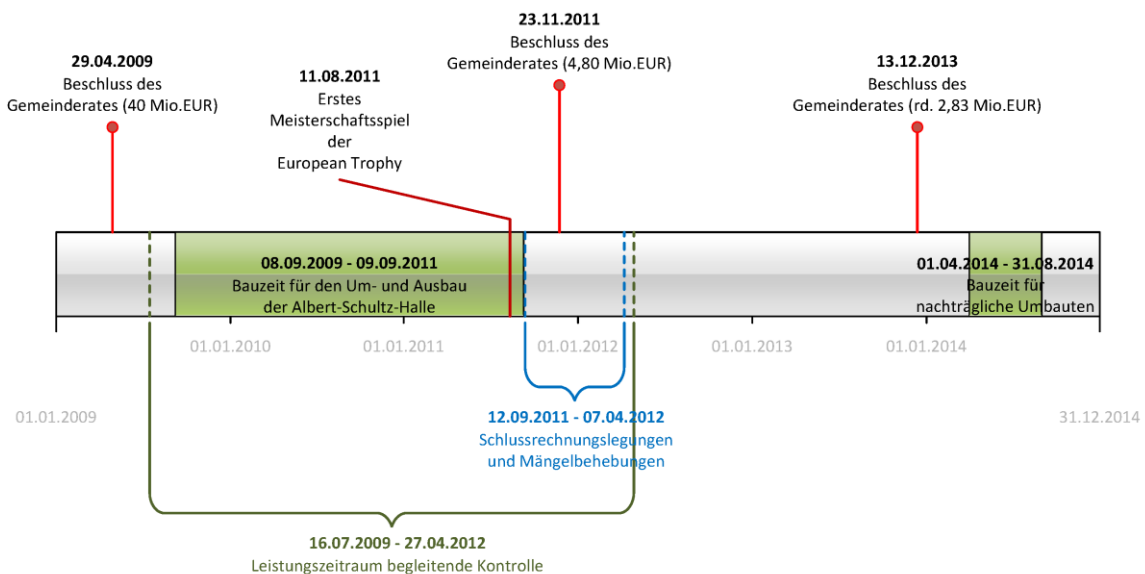 29.04.2009
Beschluss des
Gemeinderates (40 Mio.EUR)
11.08.2011
Erstes
Meisterschaftsspiel
der
European Trophy
23.11.2011
Beschluss des
Gemeinderates (4,80 Mio.EUR)
13.12.2013
Beschluss des
Gemeinderates (rd. 2,83 Mio.EUR)
08.09.2009 - 09.09.2011
Bauzeit für den Um- und Ausbau
der Albert-Schultz-Halle
01.04.2014 - 31.08.2014
Bauzeit für
nachträgliche Umbauten
01.01.2010
01.01.2011
01.01.2012
01.01.2013
01.01.2014
01.01.2009
31.12.2014
12.09.2011 - 07.04.2012
Schlussrechnungslegungen
und Mängelbehebungen
16.07.2009 - 27.04.2012
Leistungszeitraum begleitende Kontrolle